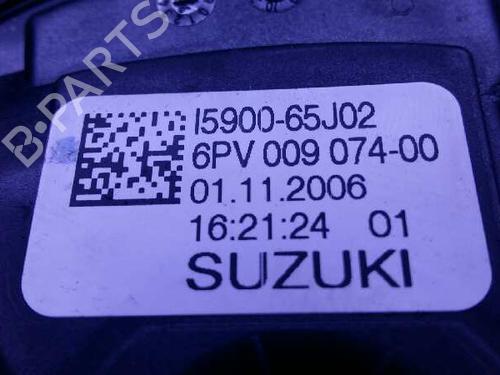 B-PARTS
I5900-65J02
6PV 009 074-00
01.11.2006
16:21:24 01
SUZUKI